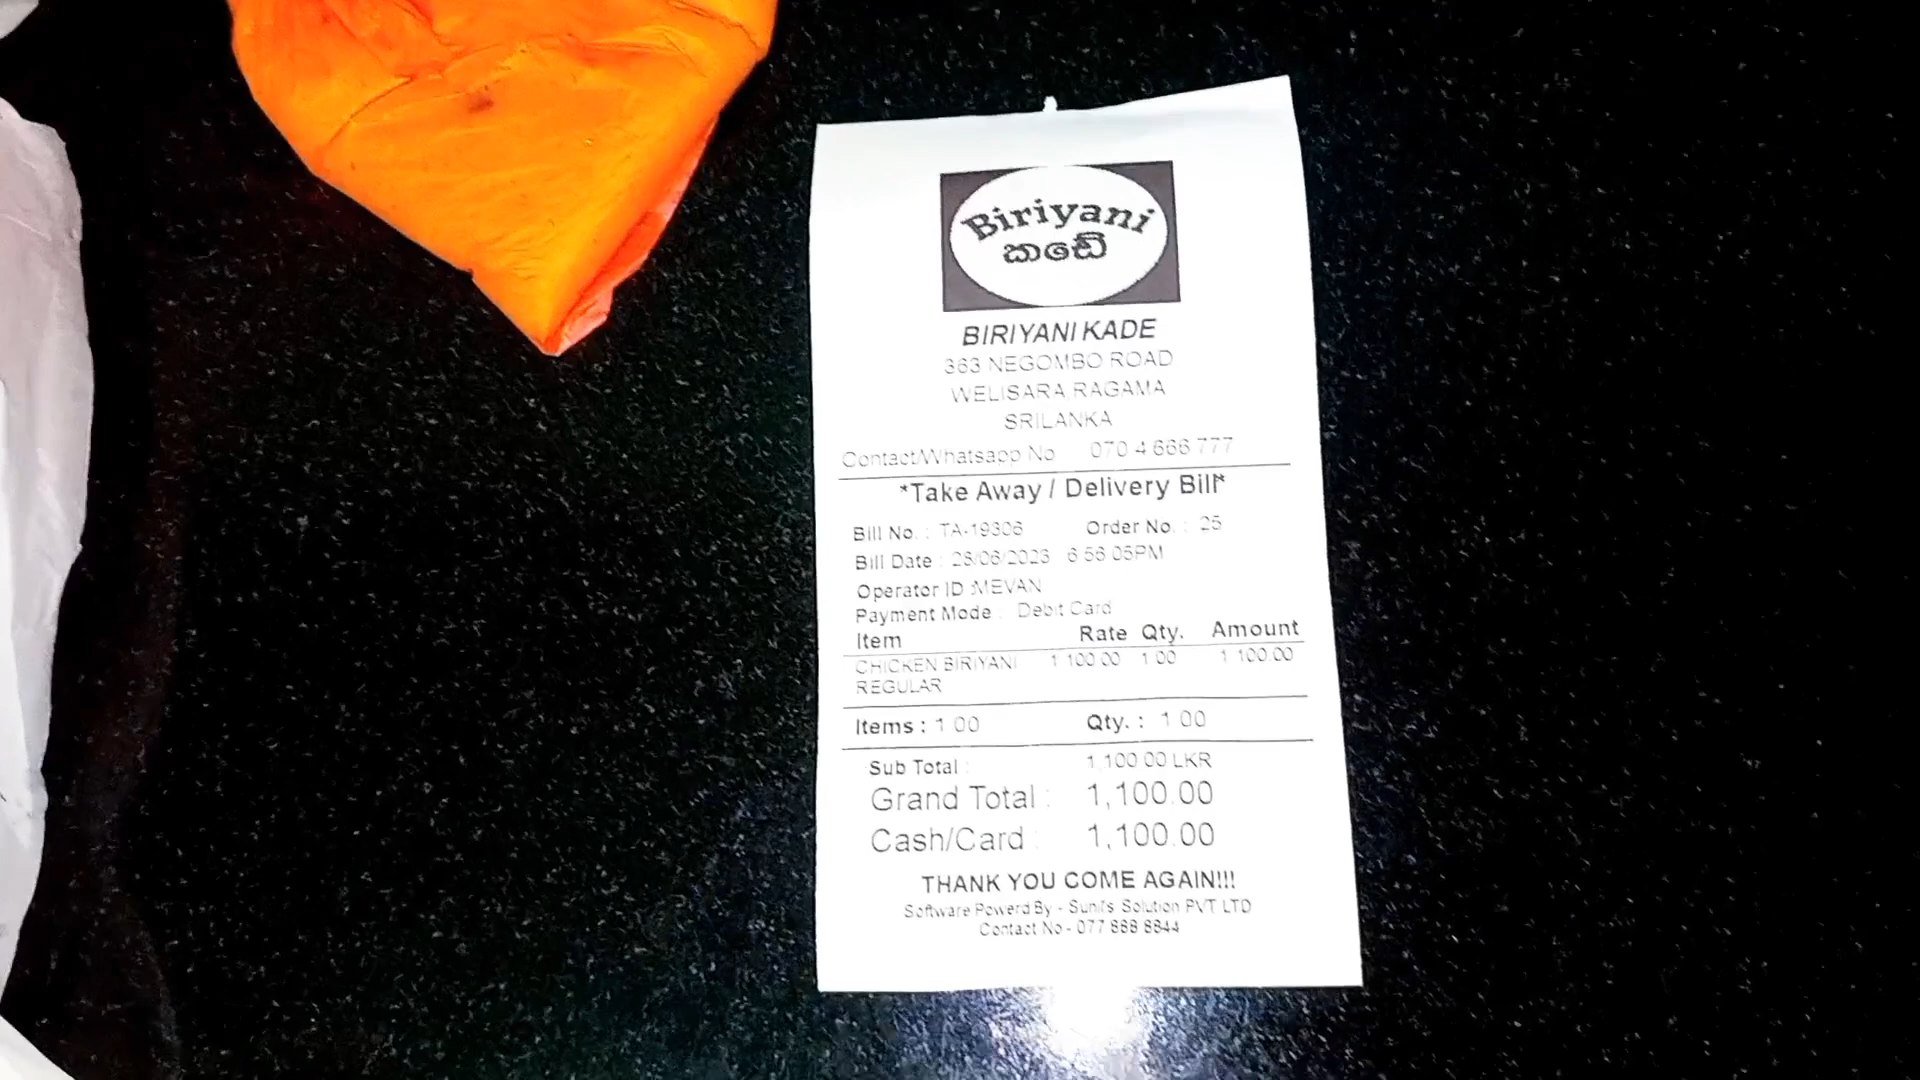 Biriyani
කඩේ
BIRIYANI KADE
363 NEGOMBO ROAD
WELISARA, RAGAMA
SRILANKA
Contact/Whatsapp No 070 4 666 777
*Take Away / Delivery Bill*
Bill No. : TA-19306 Order No. : 25
Bill Date : 28/06/2023 6:56:05PM
Operator ID :MEVAN
Payment Mode : Debit Card
Item Rate Qty. Amount
CHICKEN BIRIYANI 1,100.00 1.00 1,100.00
REGULAR
Items : 1.00 Qty. : 1.00
Sub Total : 1,100.00 LKR
Grand Total : 1,100.00
Cash/Card : 1,100.00
THANK YOU COME AGAIN!!!
Software Powerd By - Sunil's Solution PVT LTD
Contact No - 077 888 8844